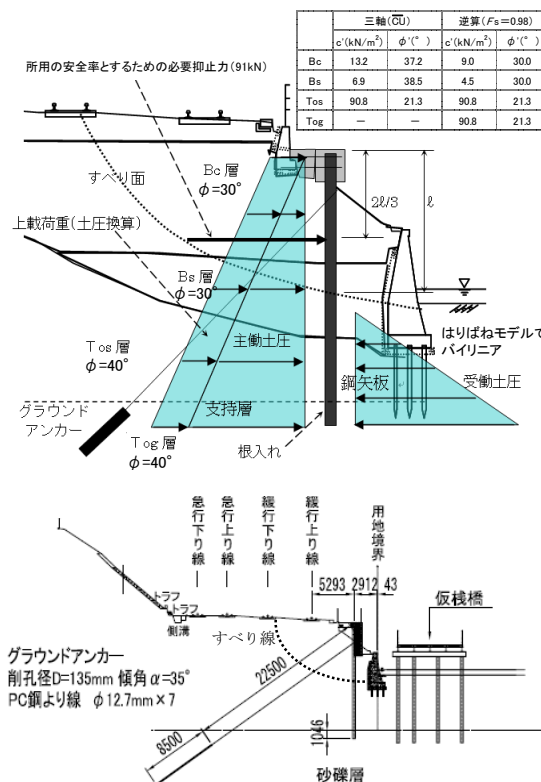 三軸(CU) 逆算(Fs=0.98)
c'(kN/m²) φ'(°) c'(kN/m²) φ'(°)
Bc 13.2 37.2 9.0 30.0
Bs 6.9 38.5 4.5 30.0
Tos 90.8 21.3 90.8 21.3
Tog － － 90.8 21.3
所用の安全率とするための必要抑止力(91kN)
すべり面
Bc 層
φ=30°
2ℓ/3
ℓ
上載荷重(土圧換算)
Bs 層
φ=30°
主働土圧
はりばねモデルで
バイリニア
Tos 層
φ=40°
鋼矢板
受働土圧
グラウンド
アンカー
支持層
Tog 層
φ=40°
根入れ
急行下り線
急行上り線
緩行下り線
緩行上り線
用地境界
5293 2912 43
仮桟橋
トラフ
トラフ
側溝
すべり線
グラウンドアンカー
削孔径D=135mm 傾角α=35°
PC鋼より線 φ12.7mm×7
22500
8500
1046
砂礫層